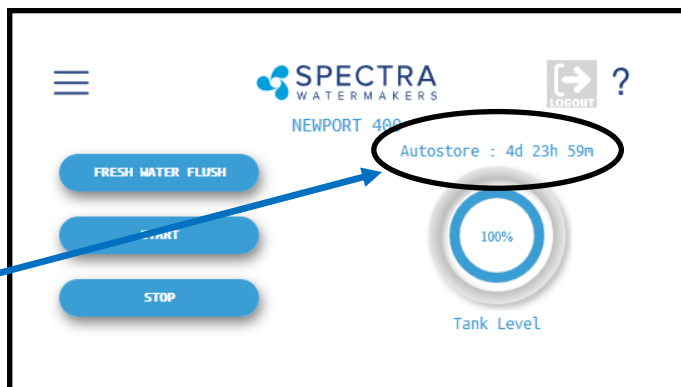 SPECTRA
WATERMAKERS
LOGOUT
?
NEWPORT 400
Autostore : 4d 23h 59m
FRESH WATER FLUSH
START
100%
STOP
Tank Level